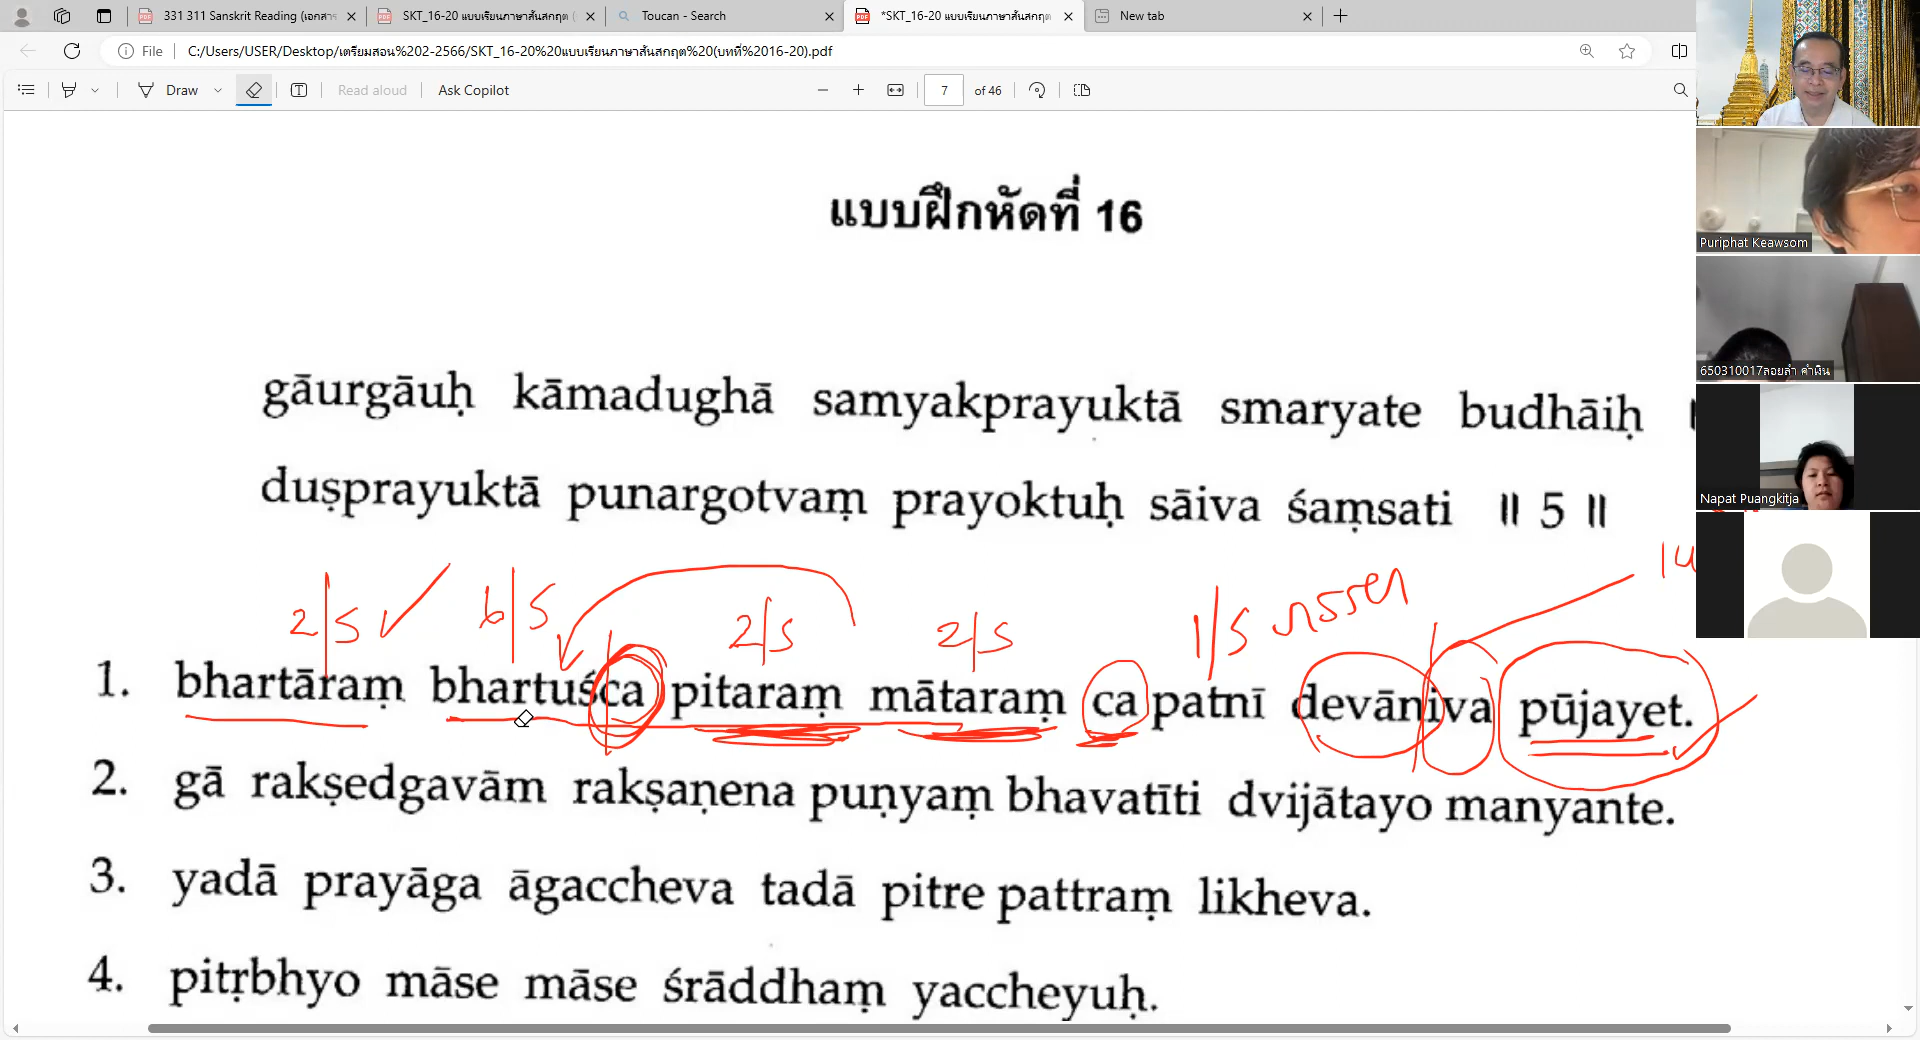 331 311 Sanskrit Reading (เอกสาร
SKT_16-20 แบบเรียนภาษาสันสกฤต (
Toucan - Search
*SKT_16-20 แบบเรียนภาษาสันสกฤต
New tab
File
C:/Users/USER/Desktop/เตรียมสอน%202-2566/SKT_16-20%20แบบเรียนภาษาสันสกฤต%20(บทที่%2016-20).pdf
Draw
Read aloud
Ask Copilot
7
of 46
แบบฝึกหัดที่ 16
gāurgāuḥ kāmadughā samyakprayuktā smaryate budhāiḥ
duṣprayuktā punargotvaṃ prayoktuḥ sāiva śaṃsati || 5 ||
2/s 6/s 2/s 2/s 1/s
1. bhartāraṃ bhartuśca pitaraṃ mātaraṃ ca patnī devāniva pūjayet.
2. gā rakṣedgavām rakṣaṇena puṇyaṃ bhavatīti dvijātayo manyante.
3. yadā prayāga āgaccheva tadā pitre pattraṃ likheva.
4. pitṛbhyo māse māse śrāddhaṃ yaccheyuḥ.
Puriphat Keawsom
650310017ลอยลำ คำผิน
Napat Puangkitja